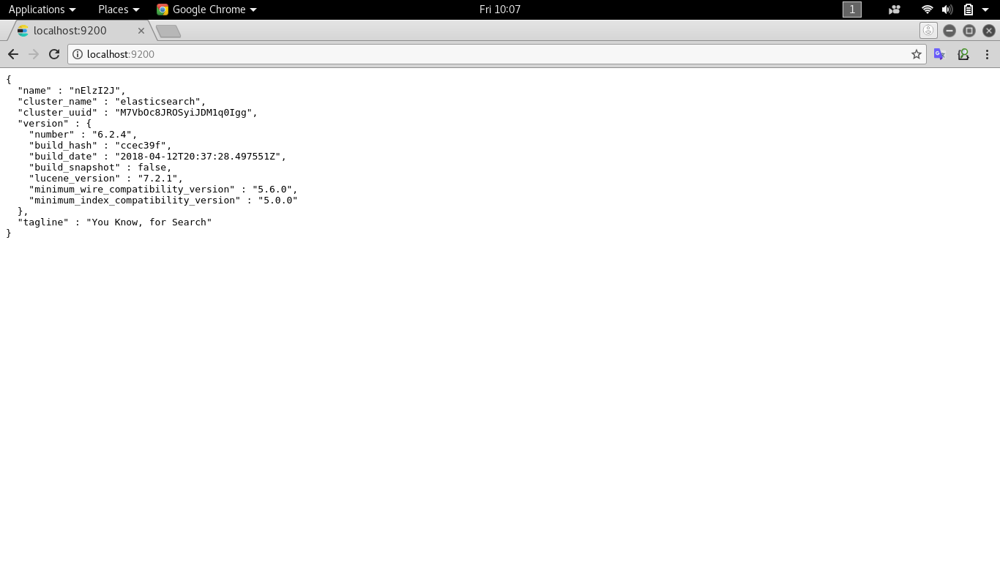 Applications Places Google Chrome Fri 10:07 1
localhost:9200
localhost:9200
{
  "name" : "nElzI2J",
  "cluster_name" : "elasticsearch",
  "cluster_uuid" : "M7VbOc8JROSyiJDM1q0Igg",
  "version" : {
    "number" : "6.2.4",
    "build_hash" : "ccec39f",
    "build_date" : "2018-04-12T20:37:28.497551Z",
    "build_snapshot" : false,
    "lucene_version" : "7.2.1",
    "minimum_wire_compatibility_version" : "5.6.0",
    "minimum_index_compatibility_version" : "5.0.0"
  },
  "tagline" : "You Know, for Search"
}